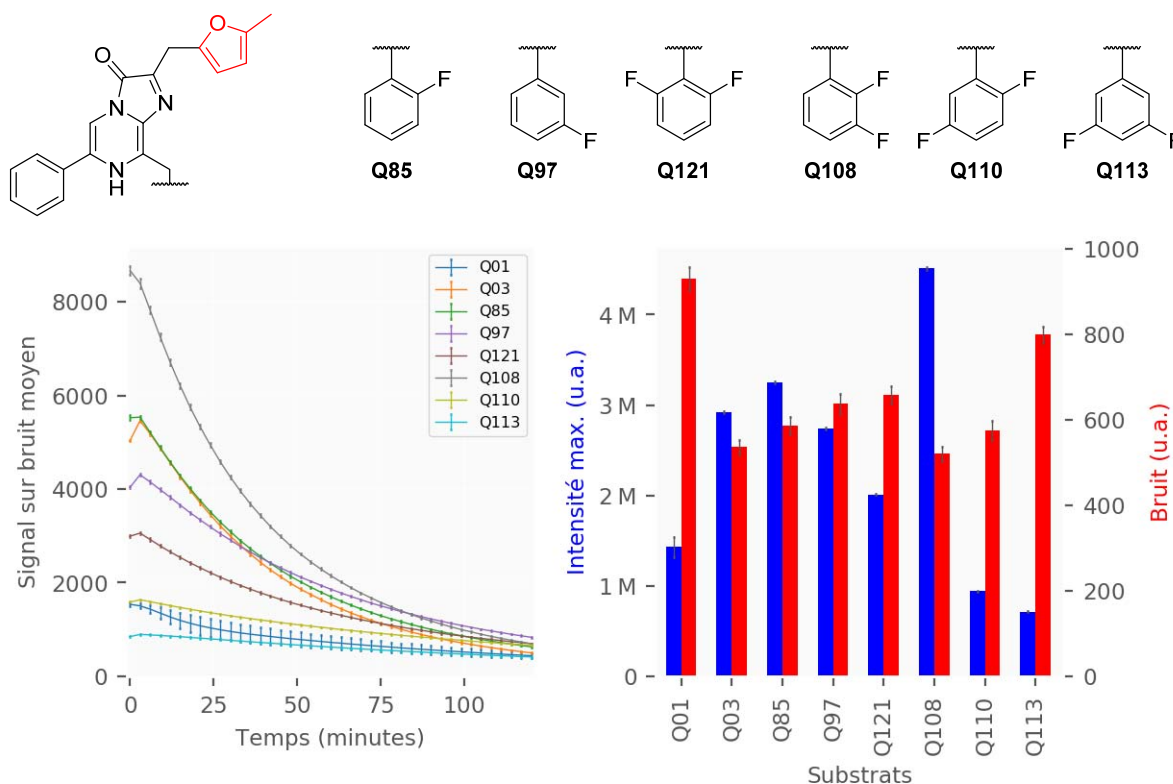 O
O
N
N
N
H
F
Q85
F
Q97
F F
Q121
F
F
Q108
F
F
Q110
F F
Q113
Signal sur bruit moyen
8000
6000
4000
2000
0
0 25 50 75 100
Temps (minutes)
Q01
Q03
Q85
Q97
Q121
Q108
Q110
Q113
Intensité max. (u.a.)
4 M
3 M
2 M
1 M
0
1000
800
600
400
200
0
Bruit (u.a.)
Q01 Q03 Q85 Q97 Q121 Q108 Q110 Q113
Substrats